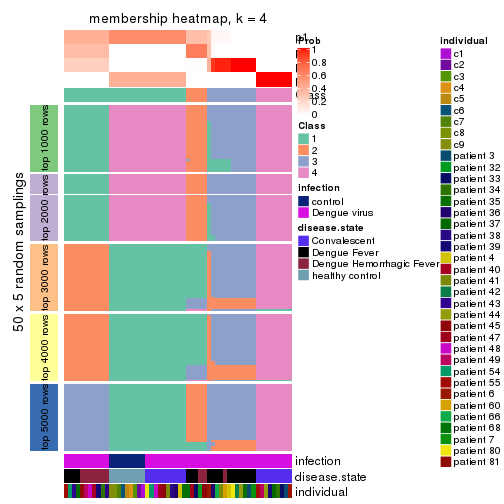 membership heatmap, k = 4
p1
Prob
1
0.8
0.6
0.4
0.2
0
Class
1
2
3
4
infection
control
Dengue virus
disease.state
Convalescent
Dengue Fever
Dengue Hemorrhagic Fever
healthy control
individual
c1
c2
c3
c4
c5
c6
c7
c8
c9
patient 3
patient 32
patient 33
patient 34
patient 35
patient 36
patient 37
patient 38
patient 39
patient 4
patient 40
patient 41
patient 42
patient 43
patient 44
patient 45
patient 47
patient 48
patient 49
patient 54
patient 55
patient 6
patient 60
patient 66
patient 68
patient 7
patient 80
patient 81
50 x 5 random samplings
top 1000 rows
top 2000 rows
top 3000 rows
top 4000 rows
top 5000 rows
infection
disease.state
individual